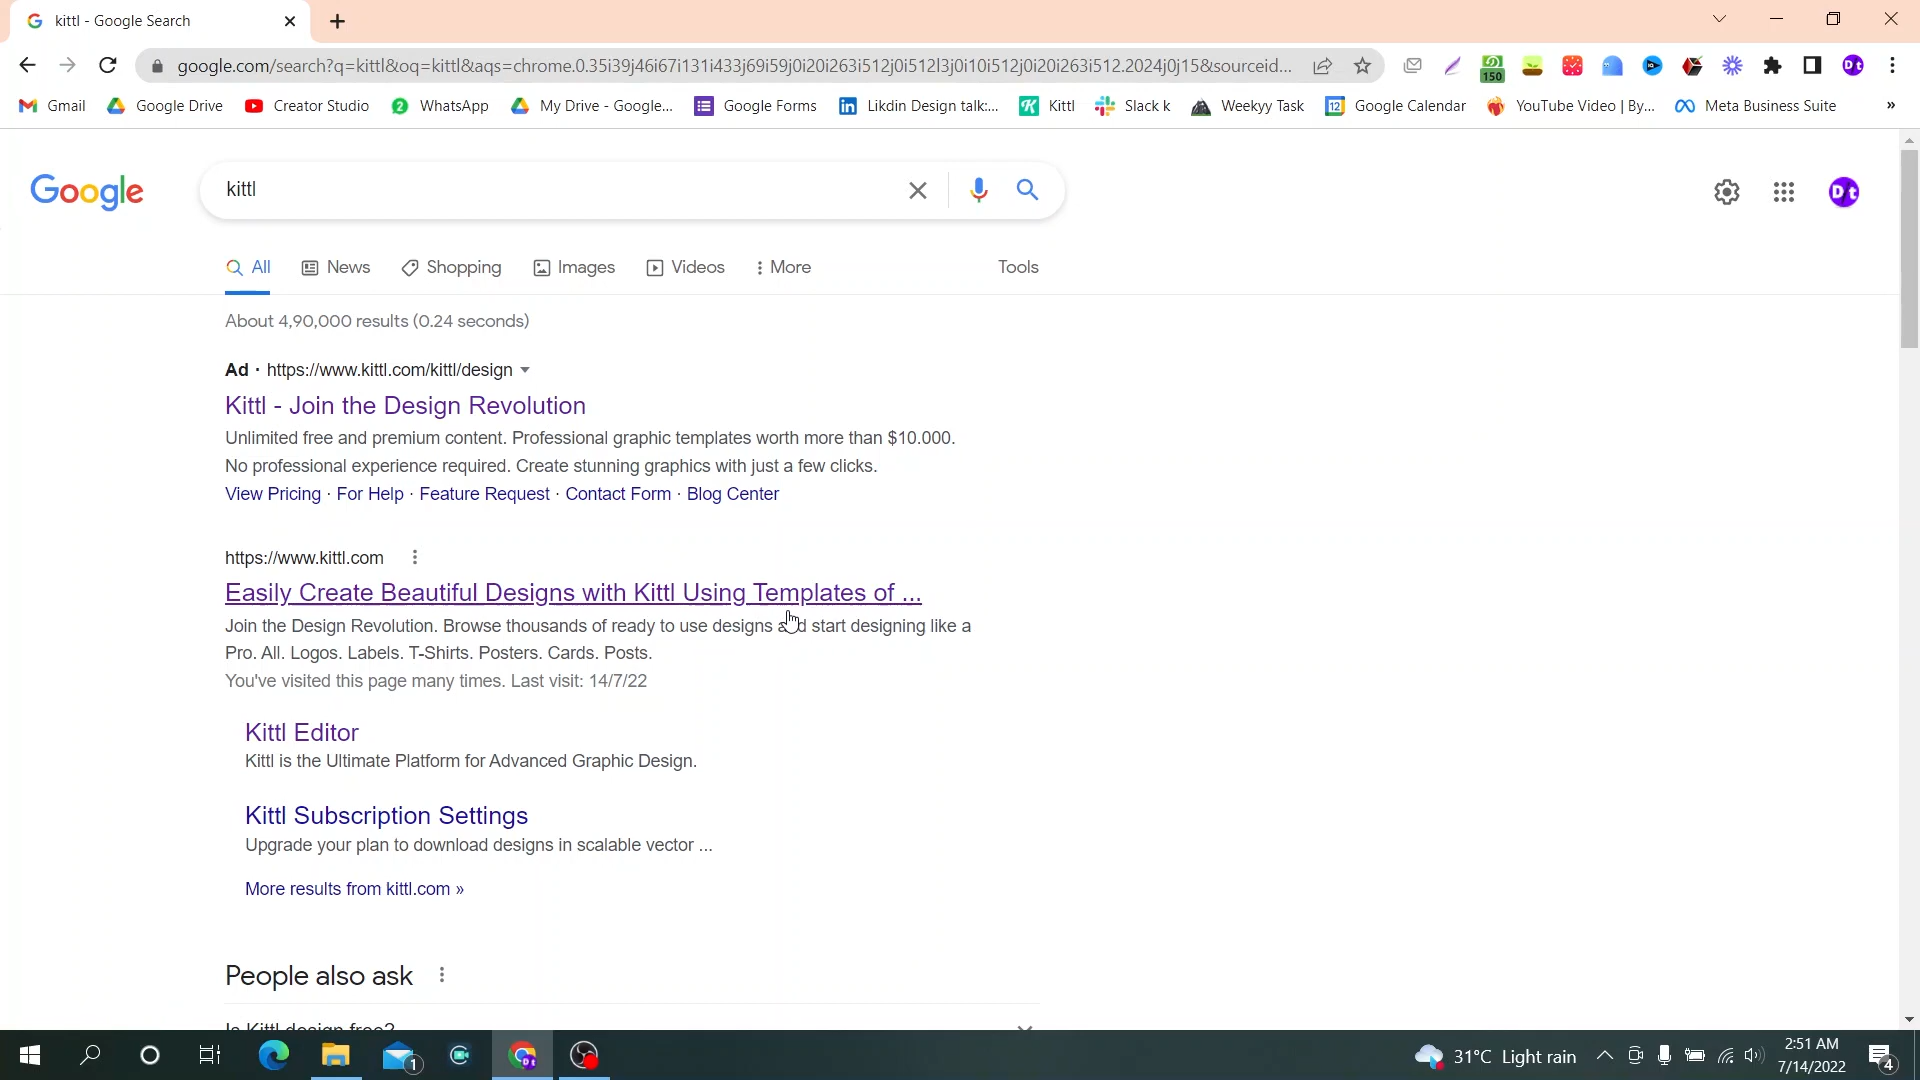 kittl - Google Search
google.com/search?q=kittl&oq=kittl&aqs=chrome.0.35i39j46i67i131i433j69i59j0i20i263i512j0i512l3j0i10i512j0i20i263i512.2024j0j15&sourceid...
150
Gmail Google Drive Creator Studio WhatsApp My Drive - Google... Google Forms Likdin Design talk:... Kittl Slack k Weekyy Task Google Calendar YouTube Video | By... Meta Business Suite »
Google
kittl
Dt
All News Shopping Images Videos More Tools
About 4,90,000 results (0.24 seconds)
Ad · https://www.kittl.com/kittl/design
Kittl - Join the Design Revolution
Unlimited free and premium content. Professional graphic templates worth more than $10.000.
No professional experience required. Create stunning graphics with just a few clicks.
View Pricing · For Help · Feature Request · Contact Form · Blog Center
https://www.kittl.com
Easily Create Beautiful Designs with Kittl Using Templates of ...
Join the Design Revolution. Browse thousands of ready to use designs and start designing like a
Pro. All. Logos. Labels. T-Shirts. Posters. Cards. Posts.
You've visited this page many times. Last visit: 14/7/22
Kittl Editor
Kittl is the Ultimate Platform for Advanced Graphic Design.
Kittl Subscription Settings
Upgrade your plan to download designs in scalable vector ...
More results from kittl.com »
People also ask
Is Kittl design free?
1
31°C Light rain
2:51 AM
7/14/2022
4